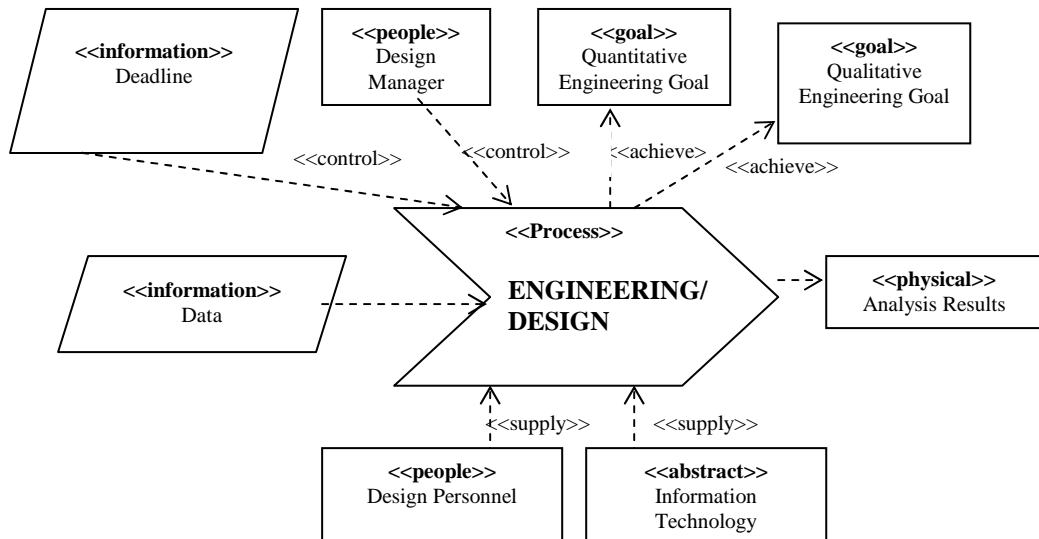 <<information>>
Deadline
<<people>>
Design
Manager
<<goal>>
Quantitative
Engineering Goal
<<goal>>
Qualitative
Engineering Goal
<<control>>
<<control>>
<<achieve>
<<achieve>>
<<Process>>
ENGINEERING/
DESIGN
<<information>>
Data
<<physical>>
Analysis Results
<<supply>>
<<supply>>
<<people>>
Design Personnel
<<abstract>>
Information
Technology